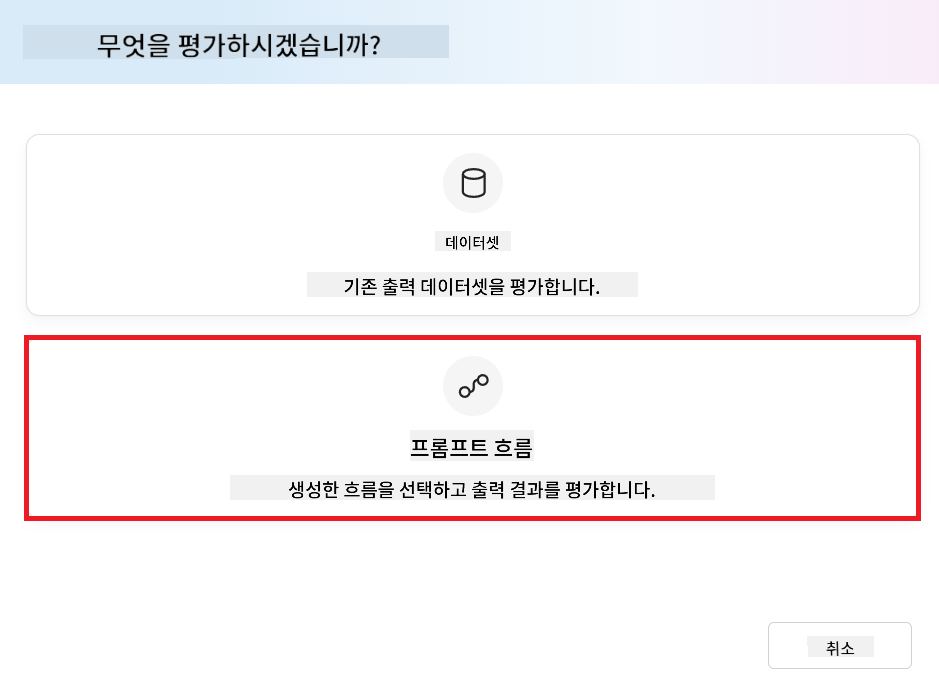 무엇을 평가하시겠습니까?
데이터셋
기존 출력 데이터셋을 평가합니다.
프롬프트 흐름
생성한 흐름을 선택하고 출력 결과를 평가합니다.
취소